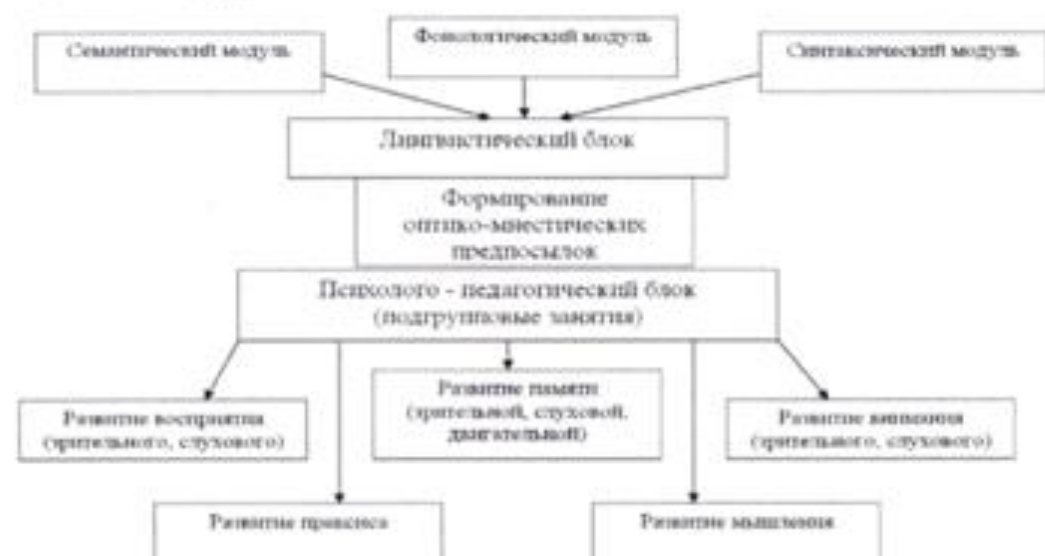 Семантический модуль
Фонологический модуль
Синтаксический модуль
Лингвистический блок
Формирование
оптико-мнестических
предпосылок
Психолого - педагогический блок
(подгрупповые занятия)
Развитие восприятия
(зрительного, слухового)
Развитие памяти
(зрительной, слуховой,
двигательной)
Развитие внимания
(зрительного, слухового)
Развитие праксиса
Развитие мышления